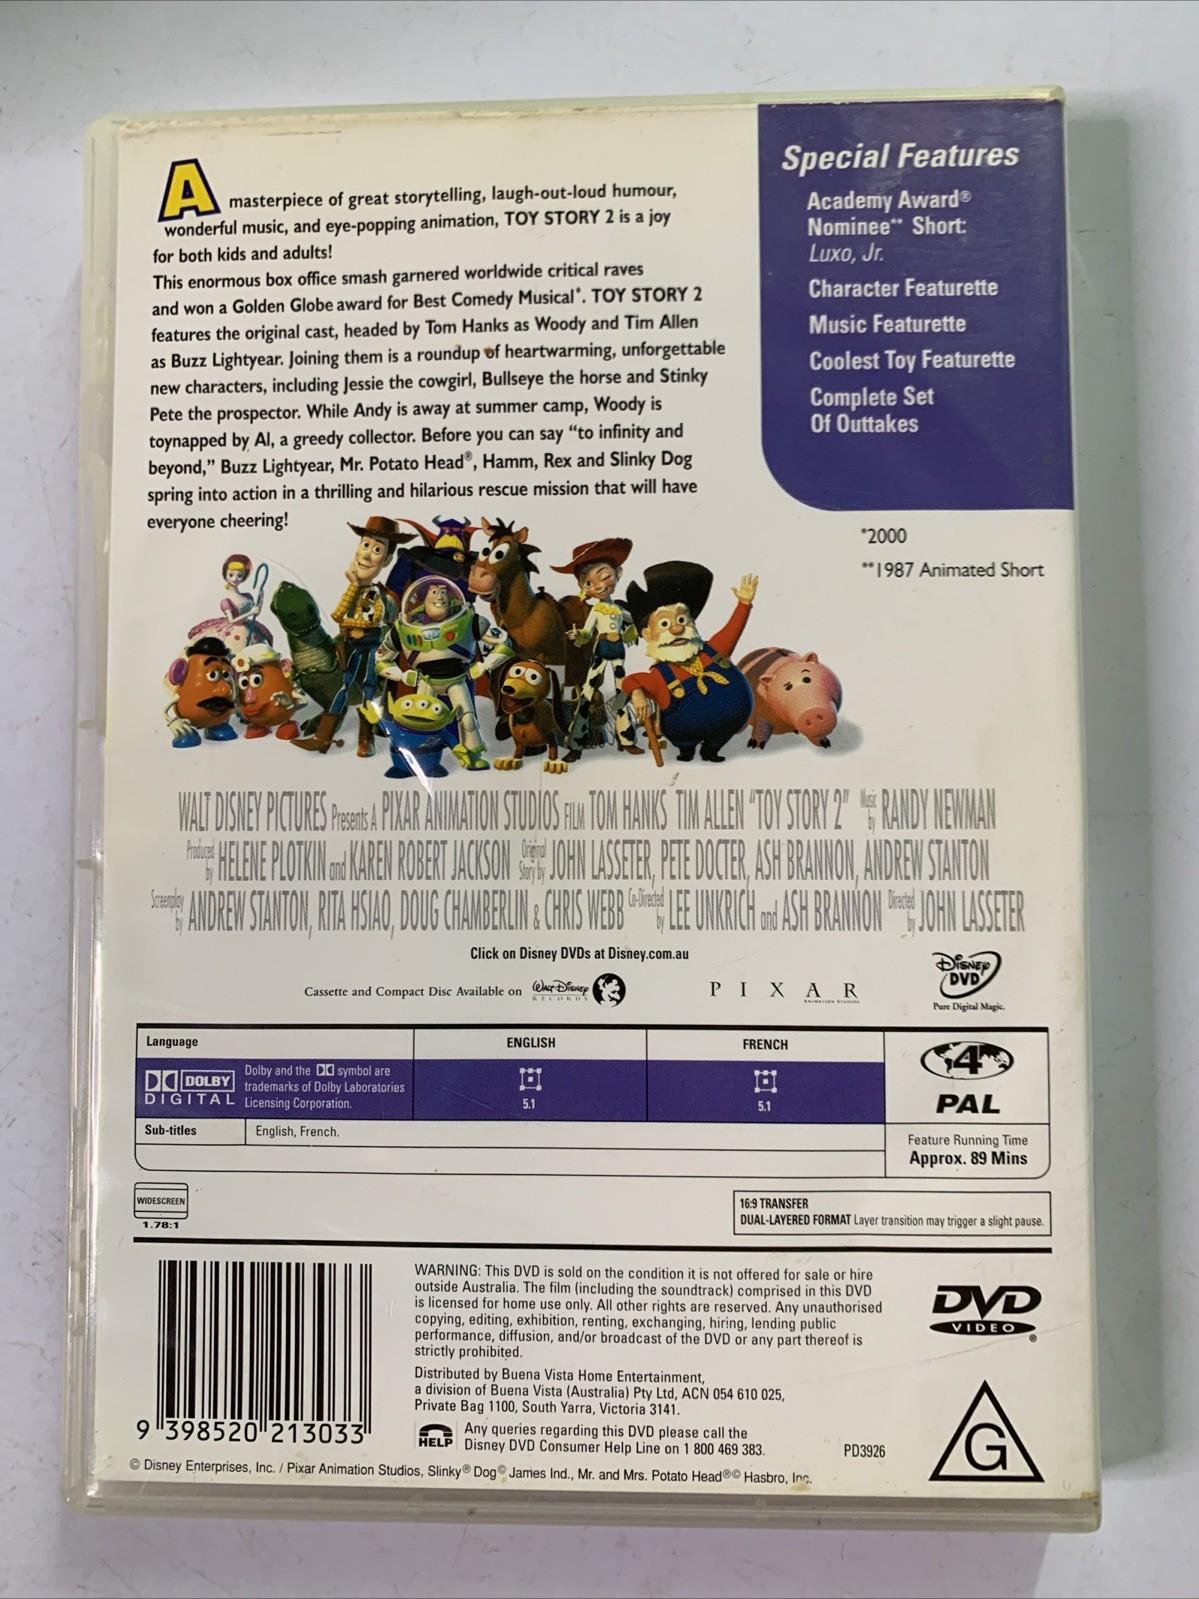 A masterpiece of great storytelling, laugh-out-loud humour,
wonderful music, and eye-popping animation, TOY STORY 2 is a joy
for both kids and adults!
This enormous box office smash garnered worldwide critical raves
and won a Golden Globe award for Best Comedy Musical*. TOY STORY 2
features the original cast, headed by Tom Hanks as Woody and Tim Allen
as Buzz Lightyear. Joining them is a roundup of heartwarming, unforgettable
new characters, including Jessie the cowgirl, Bullseye the horse and Stinky
Pete the prospector. While Andy is away at summer camp, Woody is
toynapped by Al, a greedy collector. Before you can say “to infinity and
beyond,” Buzz Lightyear, Mr. Potato Head®, Hamm, Rex and Slinky Dog
spring into action in a thrilling and hilarious rescue mission that will have
everyone cheering!
Special Features
Academy Award®
Nominee** Short:
Luxo, Jr.
Character Featurette
Music Featurette
Coolest Toy Featurette
Complete Set
Of Outtakes
*2000
**1987 Animated Short
WALT DISNEY PICTURES Presents A PIXAR ANIMATION STUDIOS FILM TOM HANKS TIM ALLEN “TOY STORY 2” Music by RANDY NEWMAN
Produced by HELENE PLOTKIN and KAREN ROBERT JACKSON Original Story by JOHN LASSETER, PETE DOCTER, ASH BRANNON, ANDREW STANTON
Screenplay by ANDREW STANTON, RITA HSIAO, DOUG CHAMBERLIN & CHRIS WEBB Co-Directed by LEE UNKRICH and ASH BRANNON Directed by JOHN LASSETER
Click on Disney DVDs at Disney.com.au
Cassette and Compact Disc Available on WALT DISNEY RECORDS
PIXAR
ANIMATION STUDIOS
DISNEY
DVD
Pure Digital Magic.
Language
ENGLISH
FRENCH
DOLBY
DIGITAL
Dolby and the symbol are
trademarks of Dolby Laboratories
Licensing Corporation.
5.1
5.1
Sub-titles
English, French.
4
PAL
Feature Running Time
Approx. 89 Mins
WIDESCREEN
1.78:1
16:9 TRANSFER
DUAL-LAYERED FORMAT Layer transition may trigger a slight pause.
WARNING: This DVD is sold on the condition it is not offered for sale or hire
outside Australia. The film (including the soundtrack) comprised in this DVD
is licensed for home use only. All other rights are reserved. Any unauthorised
copying, editing, exhibition, renting, exchanging, hiring, lending public
performance, diffusion, and/or broadcast of the DVD or any part thereof is
strictly prohibited.
Distributed by Buena Vista Home Entertainment,
a division of Buena Vista (Australia) Pty Ltd, ACN 054 610 025,
Private Bag 1100, South Yarra, Victoria 3141.
HELP
Any queries regarding this DVD please call the
Disney DVD Consumer Help Line on 1 800 469 383.
DVD
VIDEO®
PD3926
G
9 398520 213033
© Disney Enterprises, Inc. / Pixar Animation Studios, Slinky® Dog© James Ind., Mr. and Mrs. Potato Head®© Hasbro, Inc.